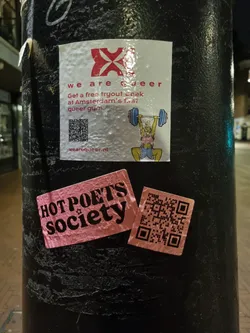 we are queer
Get a free tryout week
at Amsterdam's first
queer gym
HOT POETS
society